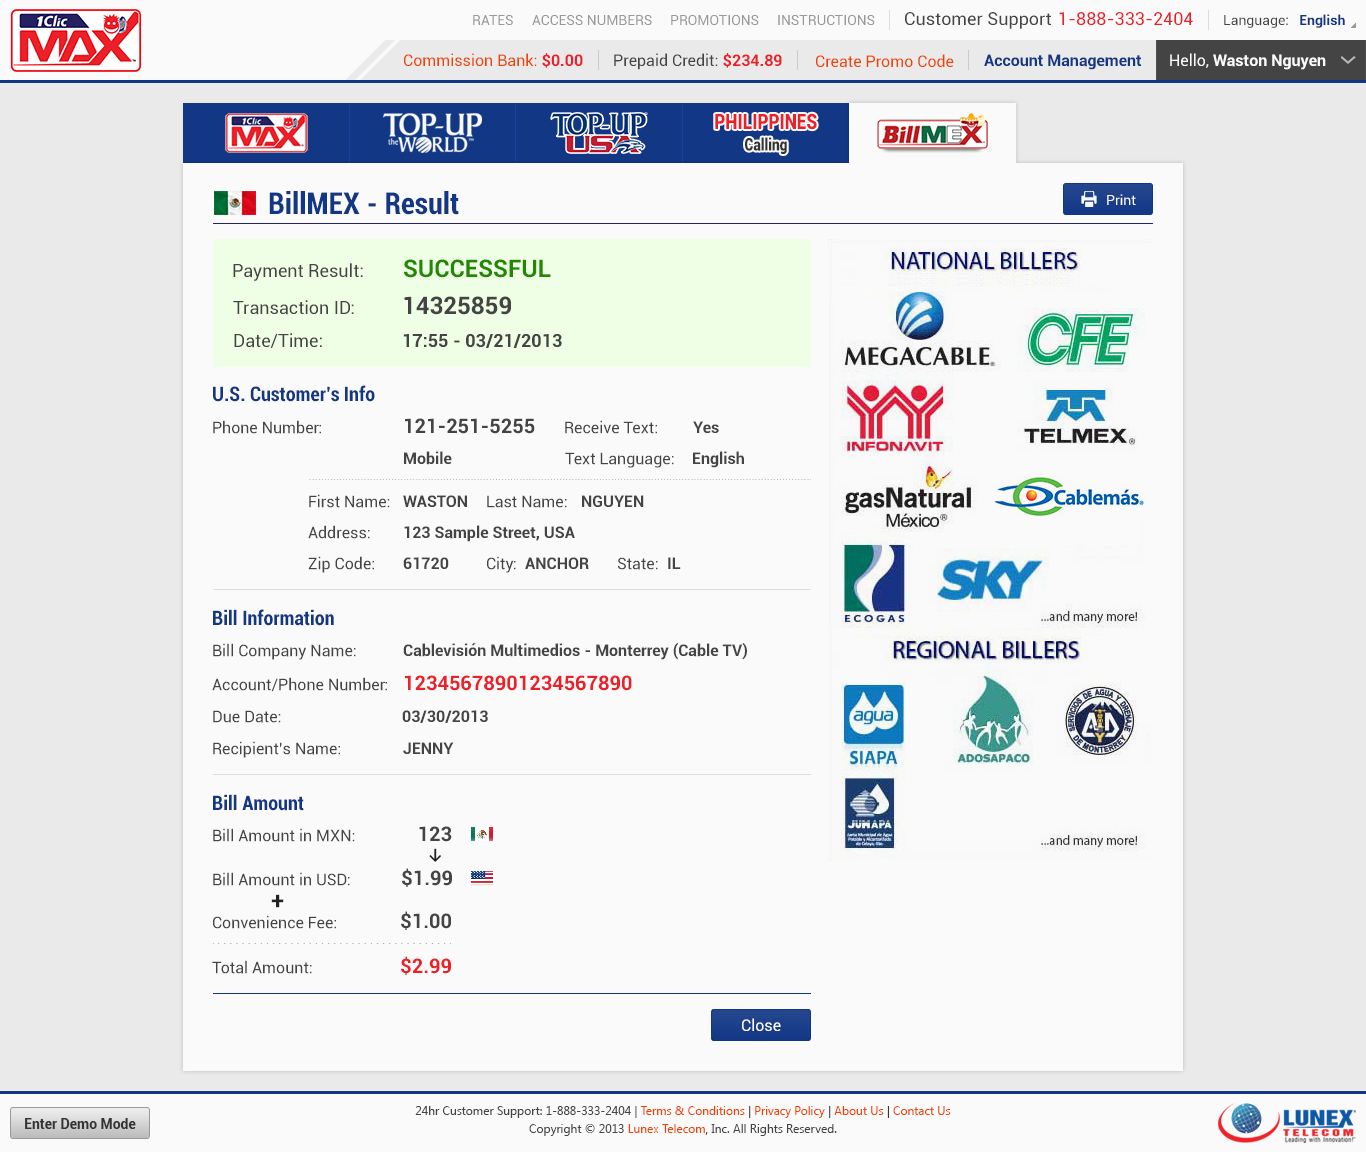 1Clic
MAX
RATES ACCESS NUMBERS PROMOTIONS INSTRUCTIONS Customer Support 1-888-333-2404 Language: English
Commission Bank: $0.00 Prepaid Credit: $234.89 Create Promo Code Account Management Hello, Waston Nguyen
1Clic MAX
TOP-UP the WORLD
TOP-UP USA
PHILIPPINES Calling
BillMEX
BillMEX - Result
Print
Payment Result: SUCCESSFUL
Transaction ID: 14325859
Date/Time: 17:55 - 03/21/2013
U.S. Customer's Info
Phone Number: 121-251-5255 Receive Text: Yes
Mobile Text Language: English
First Name: WASTON Last Name: NGUYEN
Address: 123 Sample Street, USA
Zip Code: 61720 City: ANCHOR State: IL
Bill Information
Bill Company Name: Cablevisión Multimedios - Monterrey (Cable TV)
Account/Phone Number: 12345678901234567890
Due Date: 03/30/2013
Recipient's Name: JENNY
Bill Amount
Bill Amount in MXN: 123
Bill Amount in USD: $1.99
+
Convenience Fee: $1.00
Total Amount: $2.99
Close
NATIONAL BILLERS
MEGACABLE®
CFE
INFONAVIT
TELMEX®
gasNatural
México®
Cablemás.
ECOGAS
SKY
...and many more!
REGIONAL BILLERS
agua
SIAPA
ADOSAPACO
SERVICIOS DE AGUA Y DRENAJE
DE MONTERREY
JUMAPA
Junta Municipal de Agua
Potable y Alcantarillado
de Celaya, Gto.
...and many more!
Enter Demo Mode
24hr Customer Support: 1-888-333-2404 | Terms & Conditions | Privacy Policy | About Us | Contact Us
Copyright © 2013 Lunex Telecom, Inc. All Rights Reserved.
LUNEX
TELECOM
Leading with Innovation!